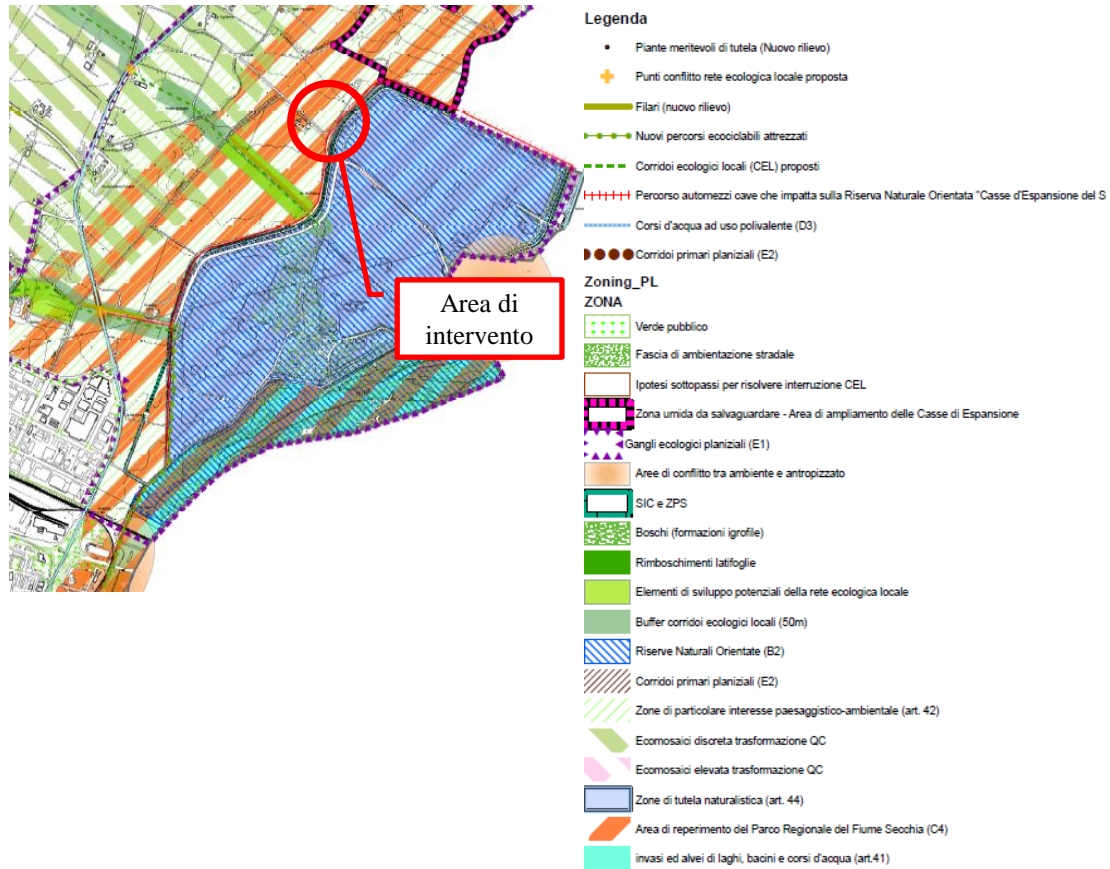 Area di
intervento
Legenda
Piante meritevoli di tutela (Nuovo rilievo)
Punti conflitto rete ecologica locale proposta
Filari (nuovo rilievo)
Nuovi percorsi ecociclabili attrezzati
Corridoi ecologici locali (CEL) proposti
Percorso automezzi cave che impatta sulla Riserva Naturale Orientata "Casse d'Espansione del S
Corsi d'acqua ad uso polivalente (D3)
Corridoi primari planiziali (E2)
Zoning_PL
ZONA
Verde pubblico
Fascia di ambientazione stradale
Ipotesi sottopassi per risolvere interruzione CEL
Zona umida da salvaguardare - Area di ampliamento delle Casse di Espansione
Gangli ecologici planiziali (E1)
Aree di conflitto tra ambiente e antropizzato
SIC e ZPS
Boschi (formazioni igrofile)
Rimboschimenti latifoglie
Elementi di sviluppo potenziali della rete ecologica locale
Buffer corridoi ecologici locali (50m)
Riserve Naturali Orientate (B2)
Corridoi primari planiziali (E2)
Zone di particolare interesse paesaggistico-ambientale (art. 42)
Ecomosaici discreta trasformazione QC
Ecomosaici elevata trasformazione QC
Zone di tutela naturalistica (art. 44)
Area di reperimento del Parco Regionale del Fiume Secchia (C4)
invasi ed alvei di laghi, bacini e corsi d'acqua (art.41)